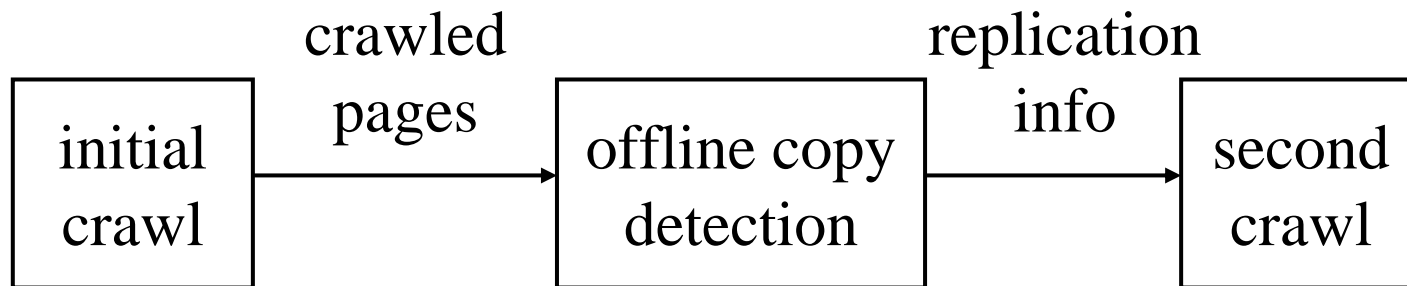 initial
crawl
crawled
pages
offline copy
detection
replication
info
second
crawl